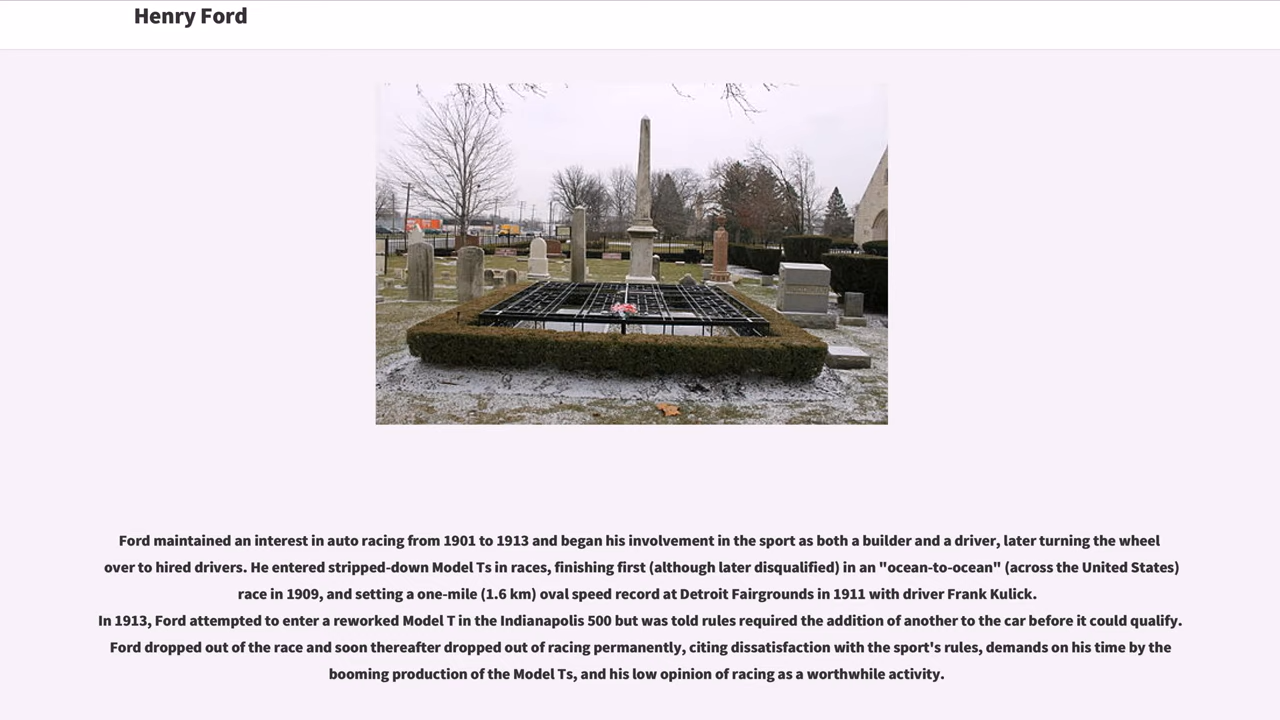 Henry Ford
Ford maintained an interest in auto racing from 1901 to 1913 and began his involvement in the sport as both a builder and a driver, later turning the wheel
over to hired drivers. He entered stripped-down Model Ts in races, finishing first (although later disqualified) in an "ocean-to-ocean" (across the United States)
race in 1909, and setting a one-mile (1.6 km) oval speed record at Detroit Fairgrounds in 1911 with driver Frank Kulick.
In 1913, Ford attempted to enter a reworked Model T in the Indianapolis 500 but was told rules required the addition of another to the car before it could qualify.
Ford dropped out of the race and soon thereafter dropped out of racing permanently, citing dissatisfaction with the sport's rules, demands on his time by the
booming production of the Model Ts, and his low opinion of racing as a worthwhile activity.